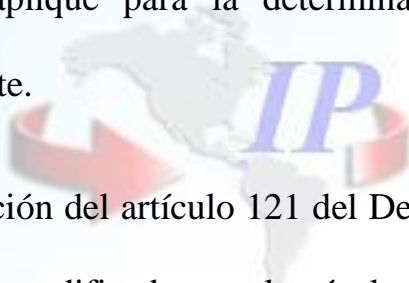 aplique para la determina
te.
IP
ción del artículo 121 del De